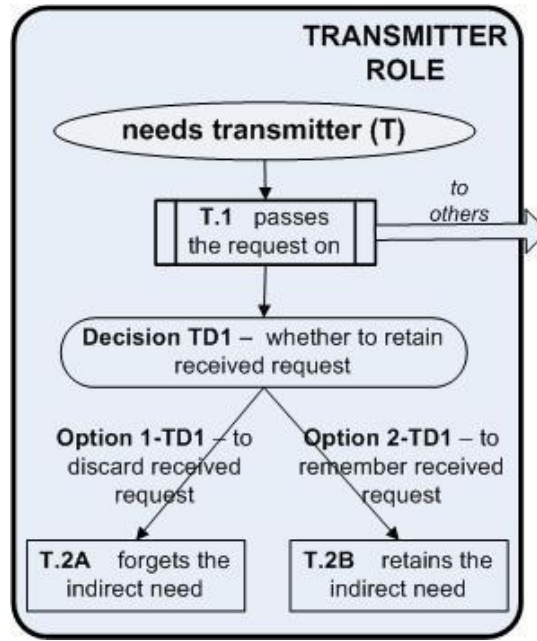 TRANSMITTER
ROLE
needs transmitter (T)
to
others
T.1 passes
the request on
Decision TD1 – whether to retain
received request
Option 1-TD1 – to
discard received
request
Option 2-TD1 – to
remember received
request
T.2A forgets the
indirect need
T.2B retains the
indirect need